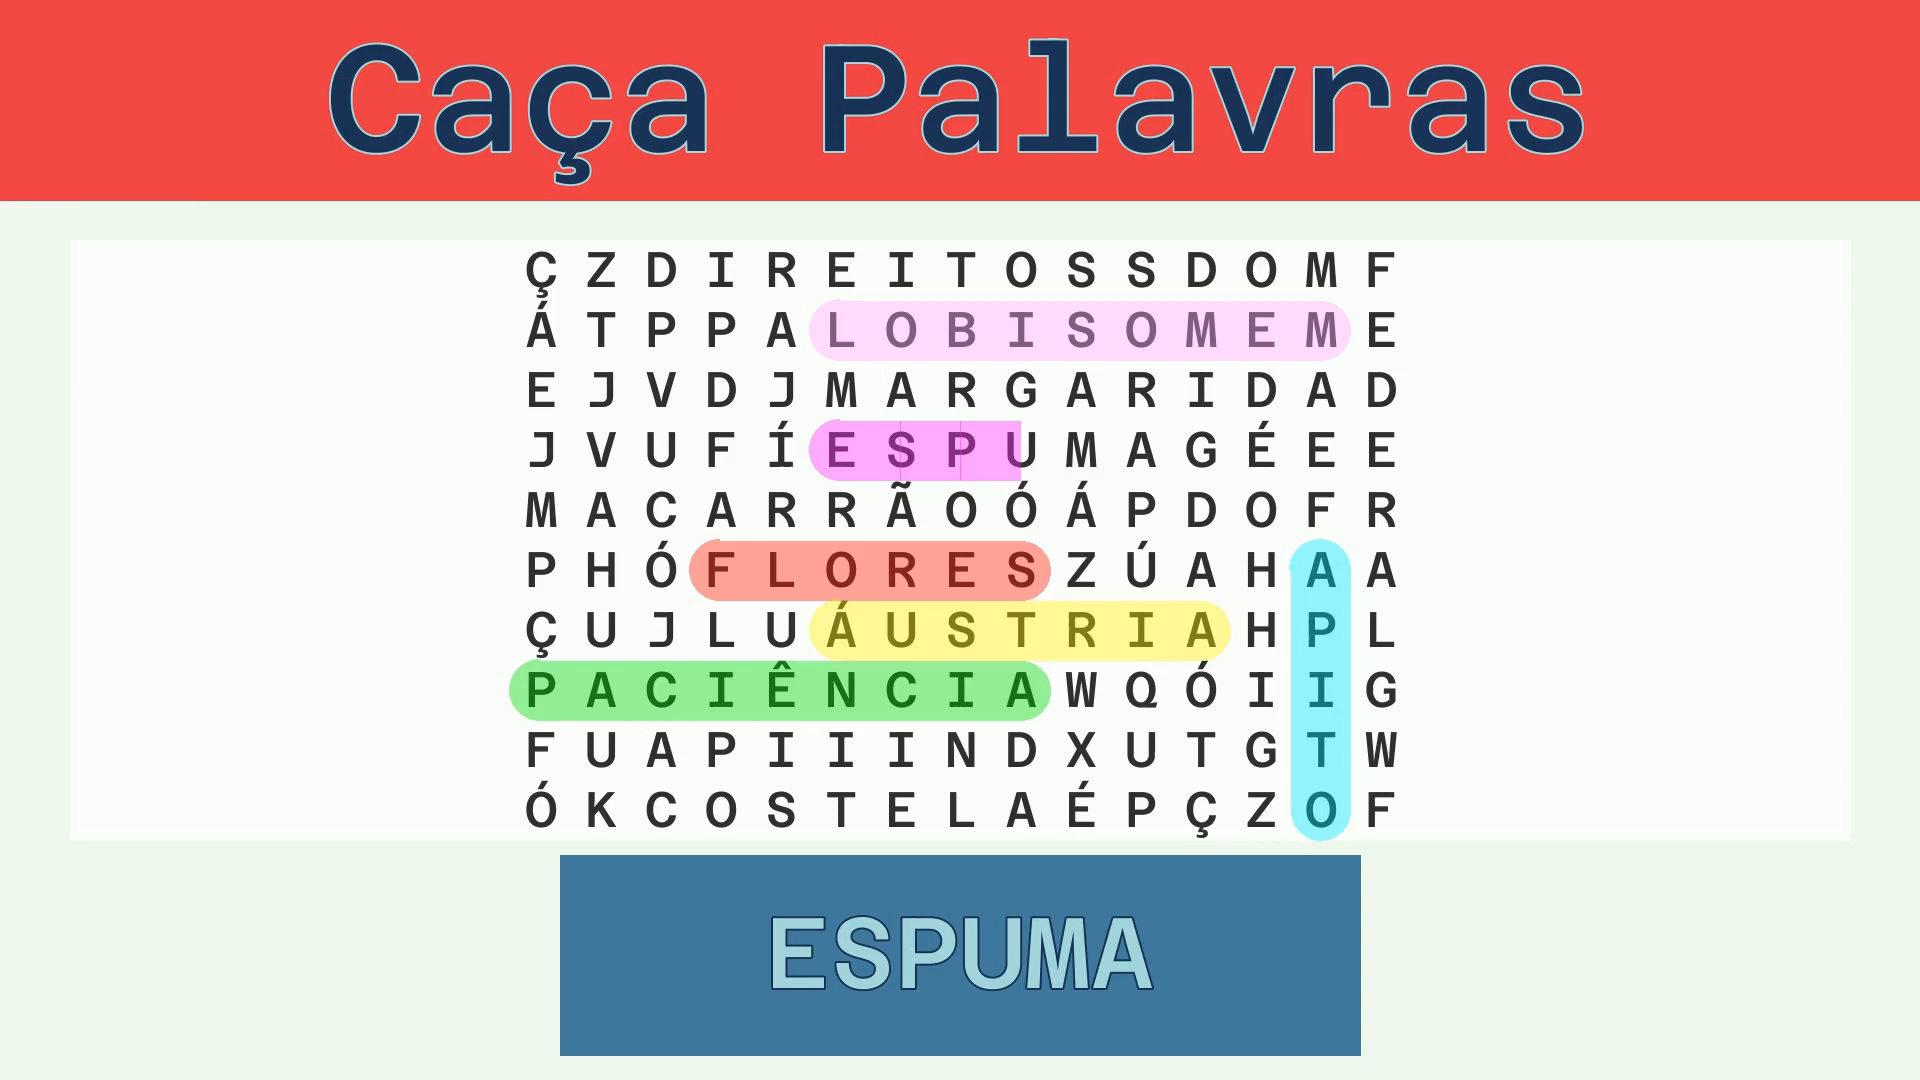 Caça Palavras
Ç Z D I R E I T O S S D O M F
Á T P P A L O B I S O M E M E
E J V D J M A R G A R I D A D
J V U F Í E S P U M A G É E E
M A C A R R Ã O Ó Á P D O F R
P H Ó F L O R E S Z Ú A H A A
Ç U J L U Á U S T R I A H P L
P A C I Ê N C I A W Q Ó I I G
F U A P I I I N D X U T G T W
Ó K C O S T E L A É P Ç Z O F
ESPUMA